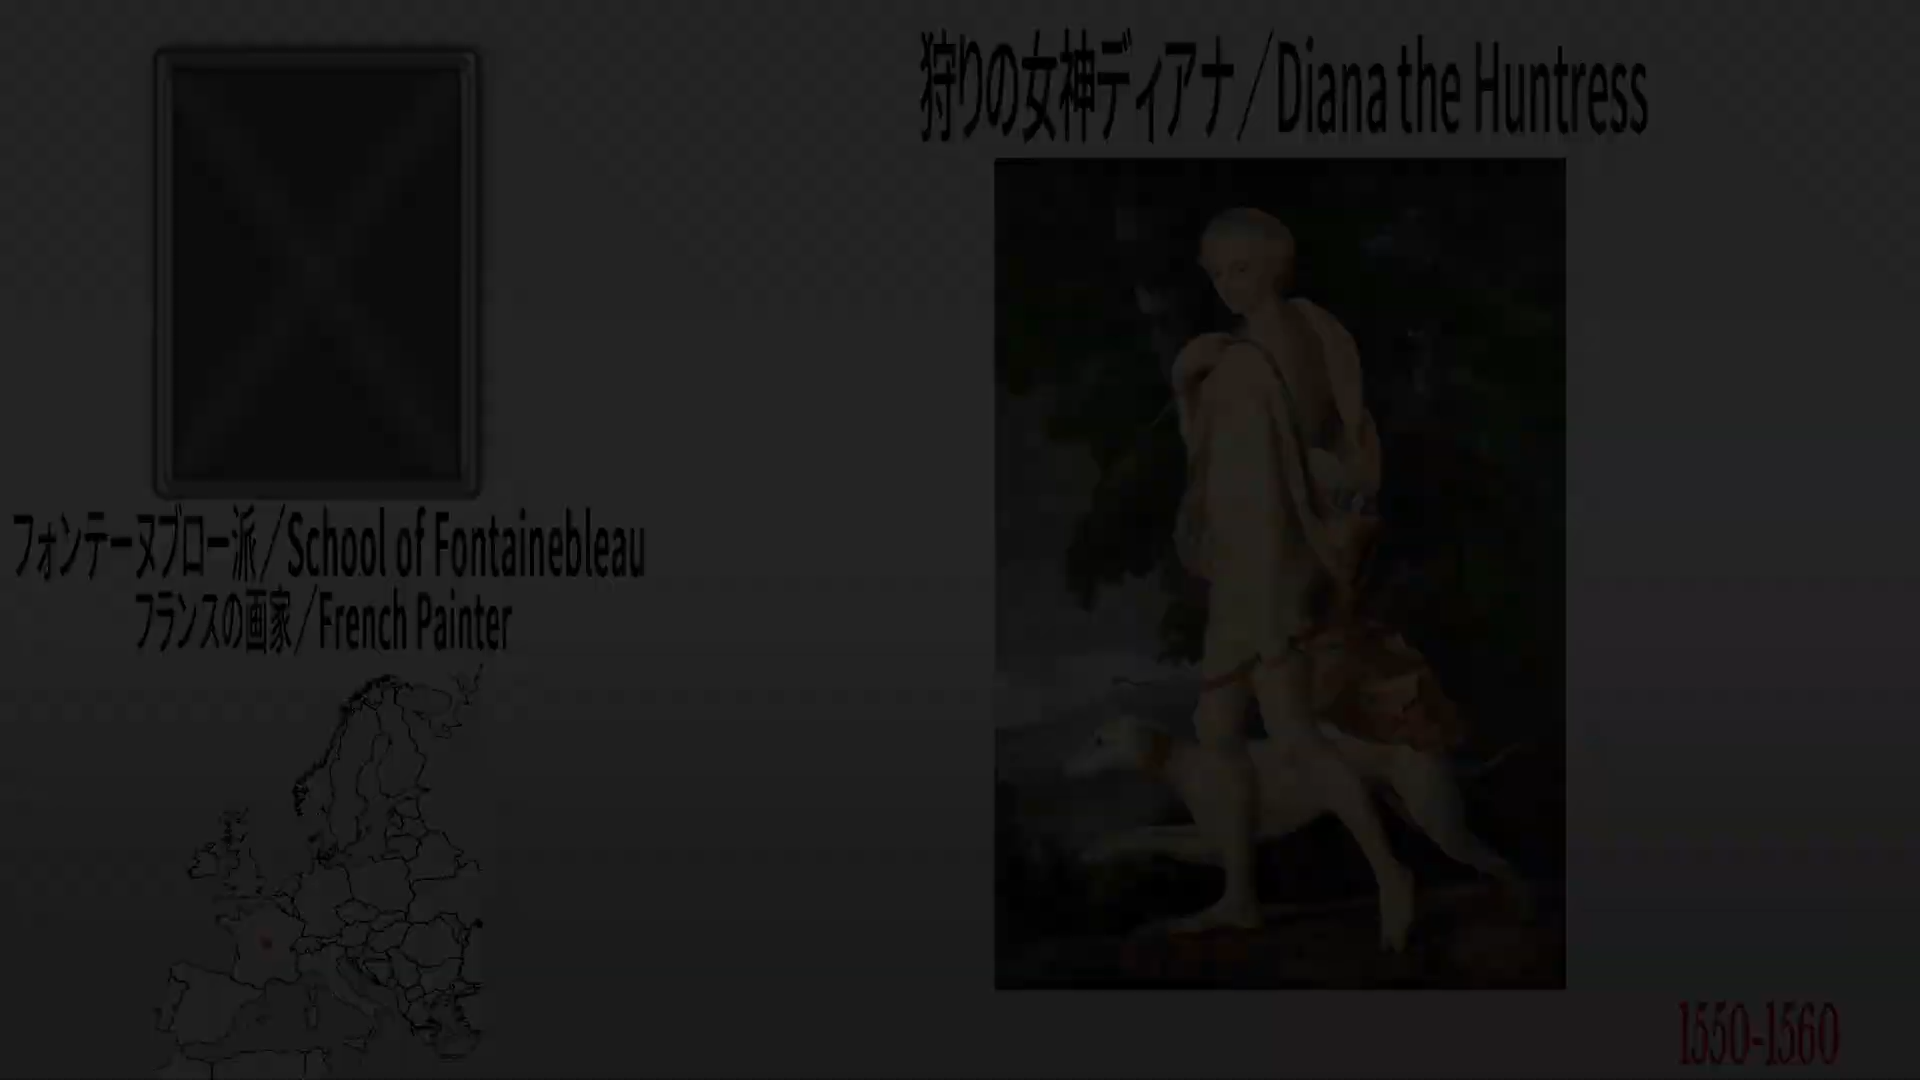 狩りの女神ディアナ/Diana the Huntress
フォンテーヌブロー派/School of Fontainebleau
フランスの画家/French Painter
1550-1560